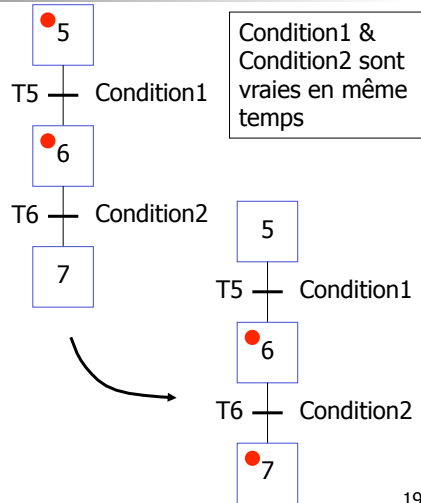 5
Condition1 &
Condition2 sont
vraies en même
temps
T5 Condition1
6
T6 Condition2
7
5
T5 Condition1
6
T6 Condition2
7
19